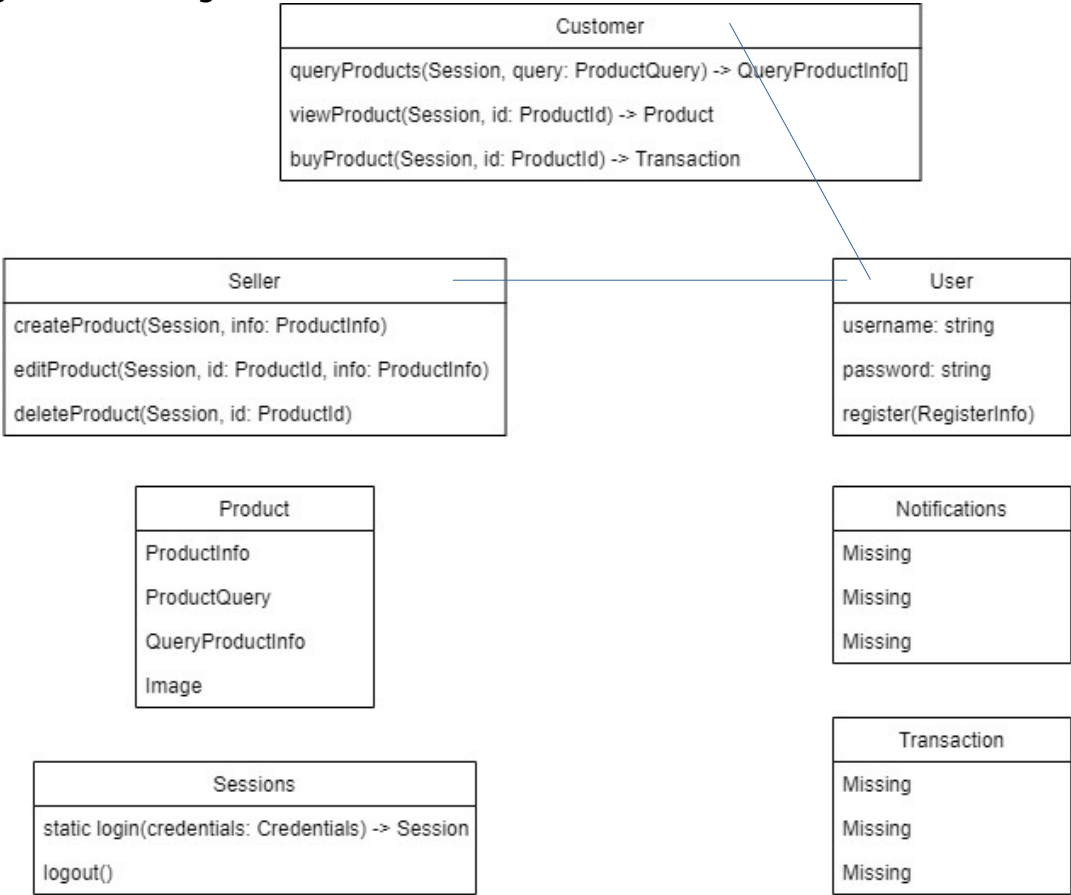 Customer
queryProducts(Session, query: ProductQuery) -> QueryProductInfo[]
viewProduct(Session, id: ProductId) -> Product
buyProduct(Session, id: ProductId) -> Transaction
Seller
createProduct(Session, info: ProductInfo)
editProduct(Session, id: ProductId, info: ProductInfo)
deleteProduct(Session, id: ProductId)
User
username: string
password: string
register(RegisterInfo)
Product
ProductInfo
ProductQuery
QueryProductInfo
Image
Notifications
Missing
Missing
Missing
Sessions
static login(credentials: Credentials) -> Session
logout()
Transaction
Missing
Missing
Missing